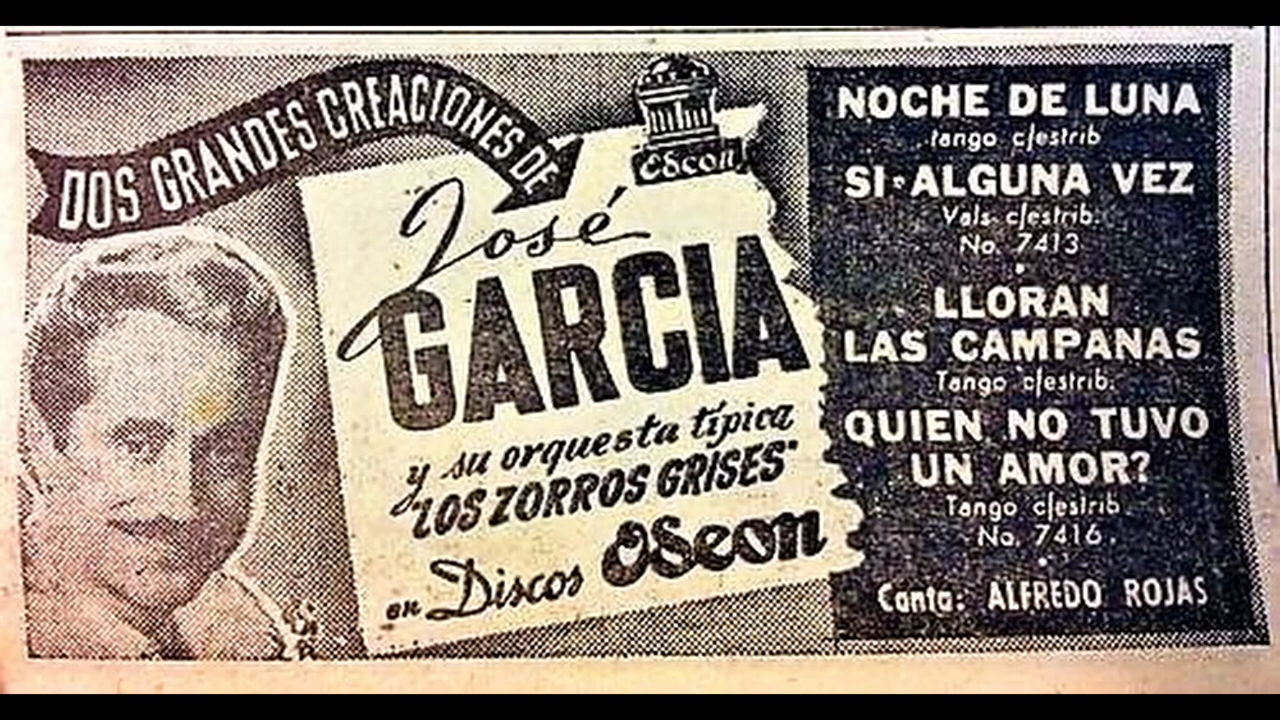 DOS GRANDES CREACIONES DE
Odeon
José
GARCIA
y su orquesta típica
"LOS ZORROS GRISES"
en Discos Odeon
NOCHE DE LUNA
tango c/estrib
SI ALGUNA VEZ
Vals c/estrib.
No. 7413
LLORAN
LAS CAMPANAS
Tango c/estrib.
QUIEN NO TUVO
UN AMOR?
Tango c/estrib
No. 7416
Canta: ALFREDO ROJAS